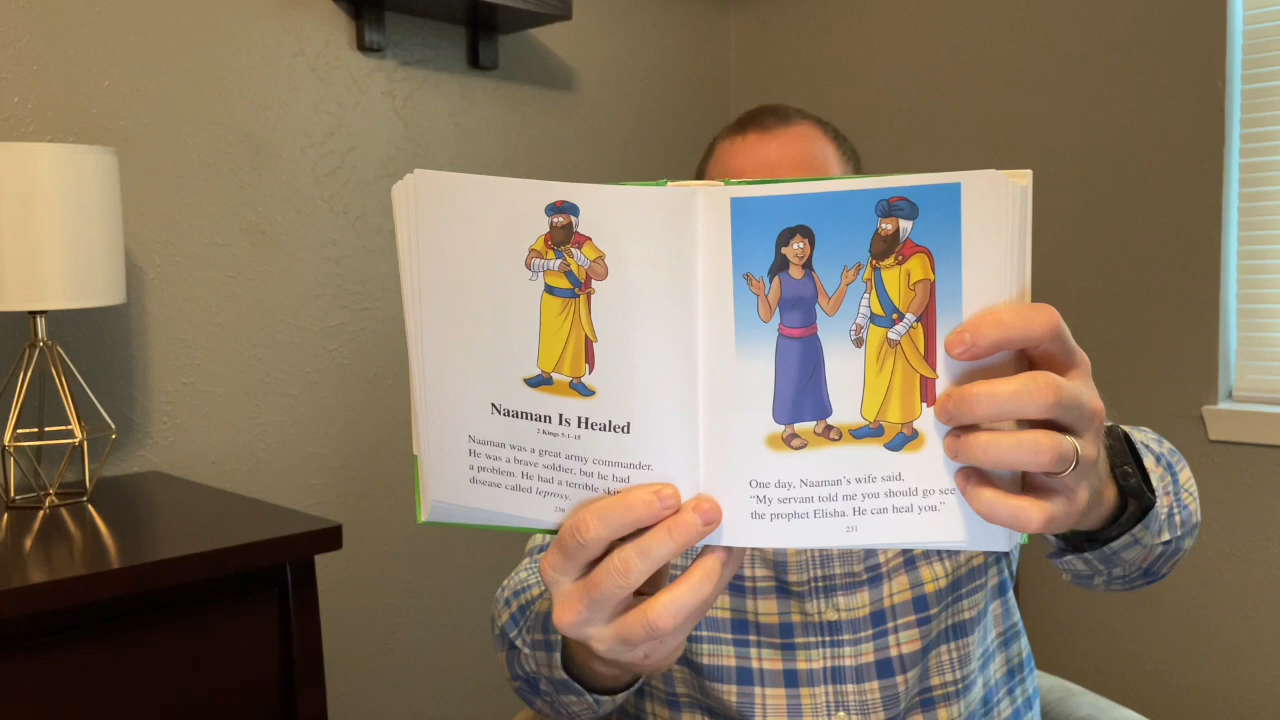 Naaman Is Healed
2 Kings 5:1–15
Naaman was a great army commander.
He was a brave soldier, but he had
a problem. He had a terrible skin
disease called leprosy.
230
One day, Naaman's wife said,
"My servant told me you should go see
the prophet Elisha. He can heal you."
231